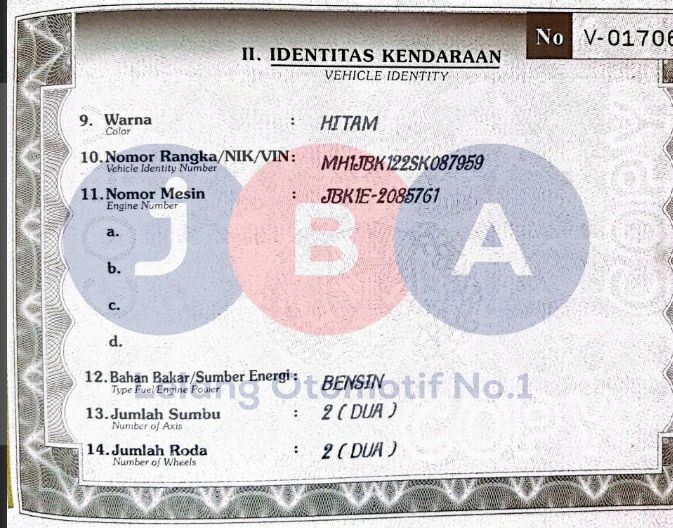 No V-01706
II. IDENTITAS KENDARAAN
VEHICLE IDENTITY
9. Warna : HITAM
Color
10. Nomor Rangka/NIK/VIN : MH1JBK122SK087959
Vehicle Identity Number
11. Nomor Mesin : JBK1E-2085761
Engine Number
a.
b.
c.
d.
J B A
12. Bahan Bakar/Sumber Energi : BENSIN
Type Fuel/Engine Power
Lelang Otomotif No.1
13. Jumlah Sumbu : 2 ( DUA )
Number of Axis
14. Jumlah Roda : 2 ( DUA )
Number of Wheels